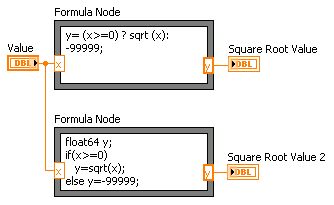 Formula Node
Value
DBL
x
y= (x>=0) ? sqrt (x):
-99999;
y
Square Root Value
DBL
Formula Node
x
float64 y;
if(x>=0)
y=sqrt(x);
else y=-99999;
y
Square Root Value 2
DBL